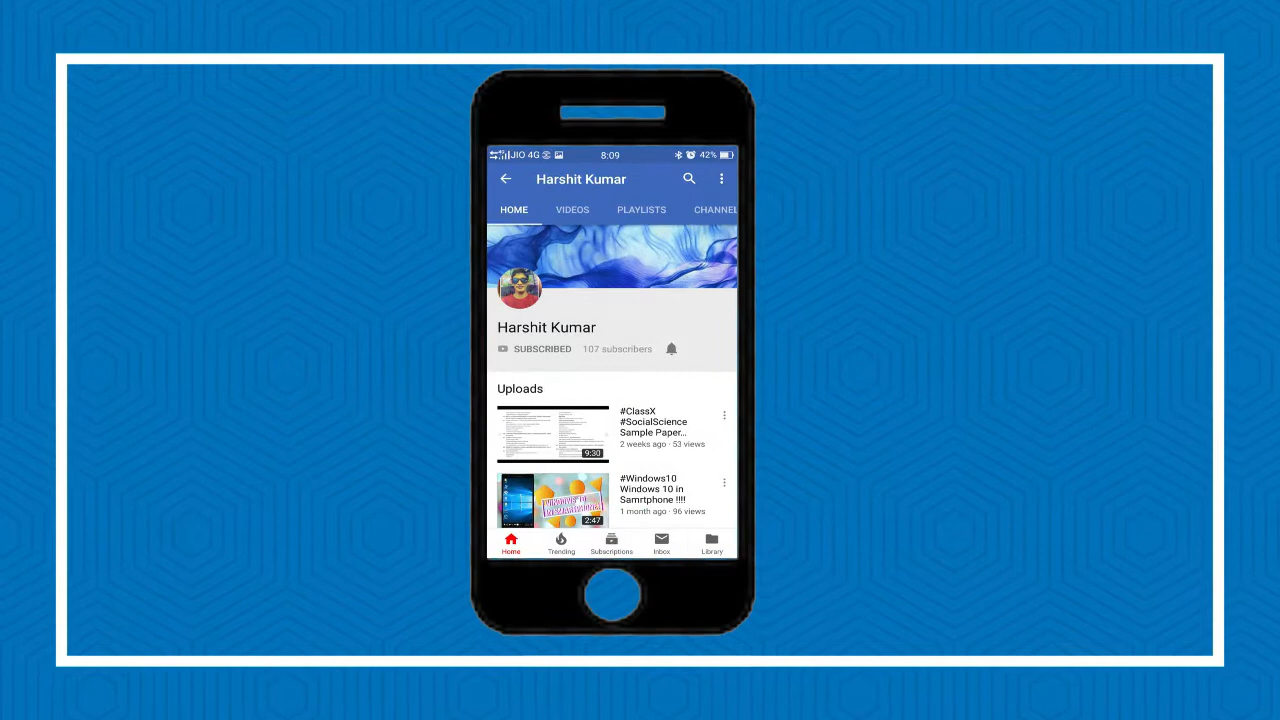 JIO 4G 8:09 42%
Harshit Kumar
HOME VIDEOS PLAYLISTS CHANNEL
Harshit Kumar
SUBSCRIBED 107 subscribers
Uploads
#ClassX
#SocialScience
Sample Paper...
2 weeks ago · 53 views
9:30
#Windows10
Windows 10 in
Samrtphone !!!!
1 month ago · 96 views
WINDOWS 10
2:47
Home Trending Subscriptions Inbox Library